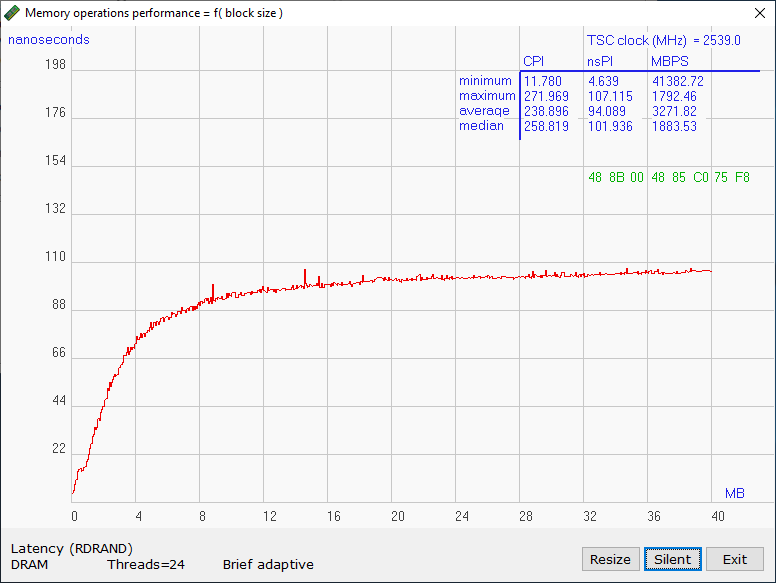 Memory operations performance = f( block size )
nanoseconds
TSC clock (MHz) = 2539.0
CPI nsPI MBPS
minimum 11.780 4.639 41382.72
maximum 271.969 107.115 1792.46
average 238.896 94.089 3271.82
median 258.819 101.936 1883.53
48 8B 00 48 85 C0 75 F8
198
176
154
132
110
88
66
44
22
MB
0 4 8 12 16 20 24 28 32 36 40
Latency (RDRAND)
DRAM Threads=24 Brief adaptive
Resize Silent Exit